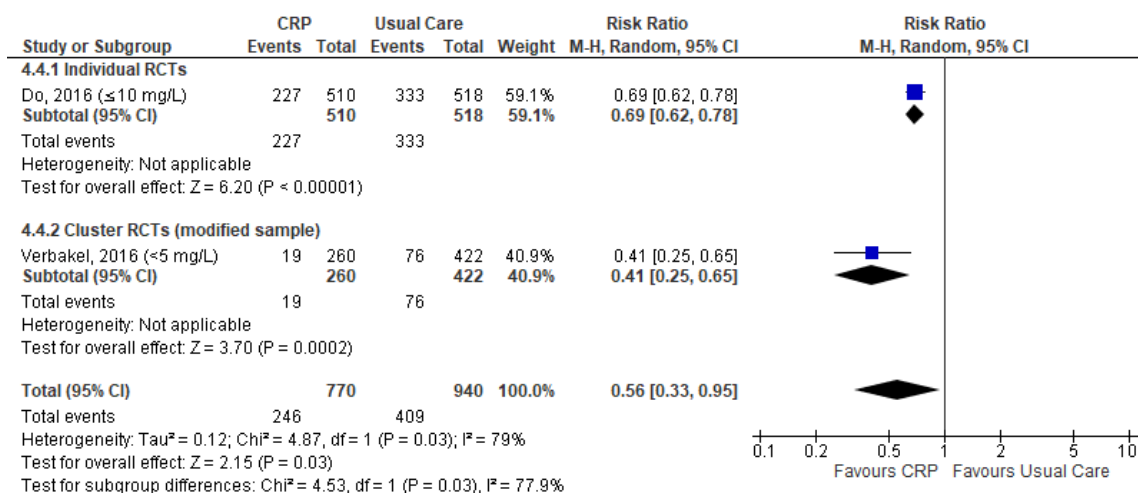 CRP Usual Care Risk Ratio Risk Ratio
Study or Subgroup Events Total Events Total Weight M-H, Random, 95% CI M-H, Random, 95% CI
4.4.1 Individual RCTs
Do, 2016 (≤10 mg/L) 227 510 333 518 59.1% 0.69 [0.62, 0.78]
Subtotal (95% CI) 510 518 59.1% 0.69 [0.62, 0.78]
Total events 227 333
Heterogeneity: Not applicable
Test for overall effect: Z = 6.20 (P < 0.00001)
4.4.2 Cluster RCTs (modified sample)
Verbakel, 2016 (<5 mg/L) 19 260 76 422 40.9% 0.41 [0.25, 0.65]
Subtotal (95% CI) 260 422 40.9% 0.41 [0.25, 0.65]
Total events 19 76
Heterogeneity: Not applicable
Test for overall effect: Z = 3.70 (P = 0.0002)
Total (95% CI) 770 940 100.0% 0.56 [0.33, 0.95]
Total events 246 409
Heterogeneity: Tau² = 0.12; Chi² = 4.87, df = 1 (P = 0.03); I² = 79%
Test for overall effect: Z = 2.15 (P = 0.03)
Test for subgroup differences: Chi² = 4.53, df = 1 (P = 0.03), I² = 77.9%
0.1 0.2 0.5 1 2 5 10
Favours CRP Favours Usual Care